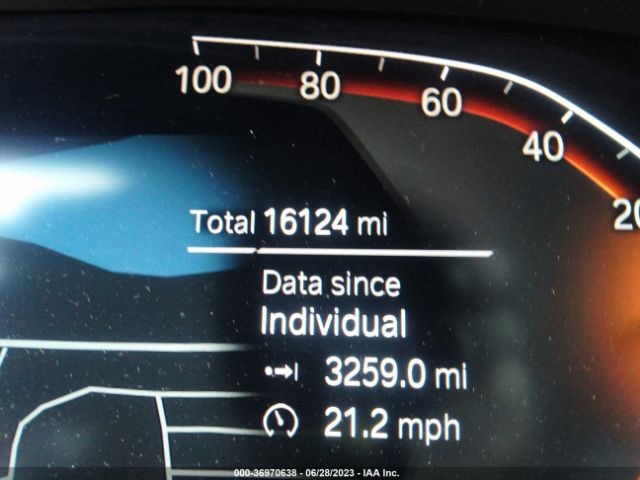 100
80
60
40
20
Total 16124 mi
Data since
Individual
3259.0 mi
21.2 mph
000-36970638 - 06/28/2023 - IAA Inc.